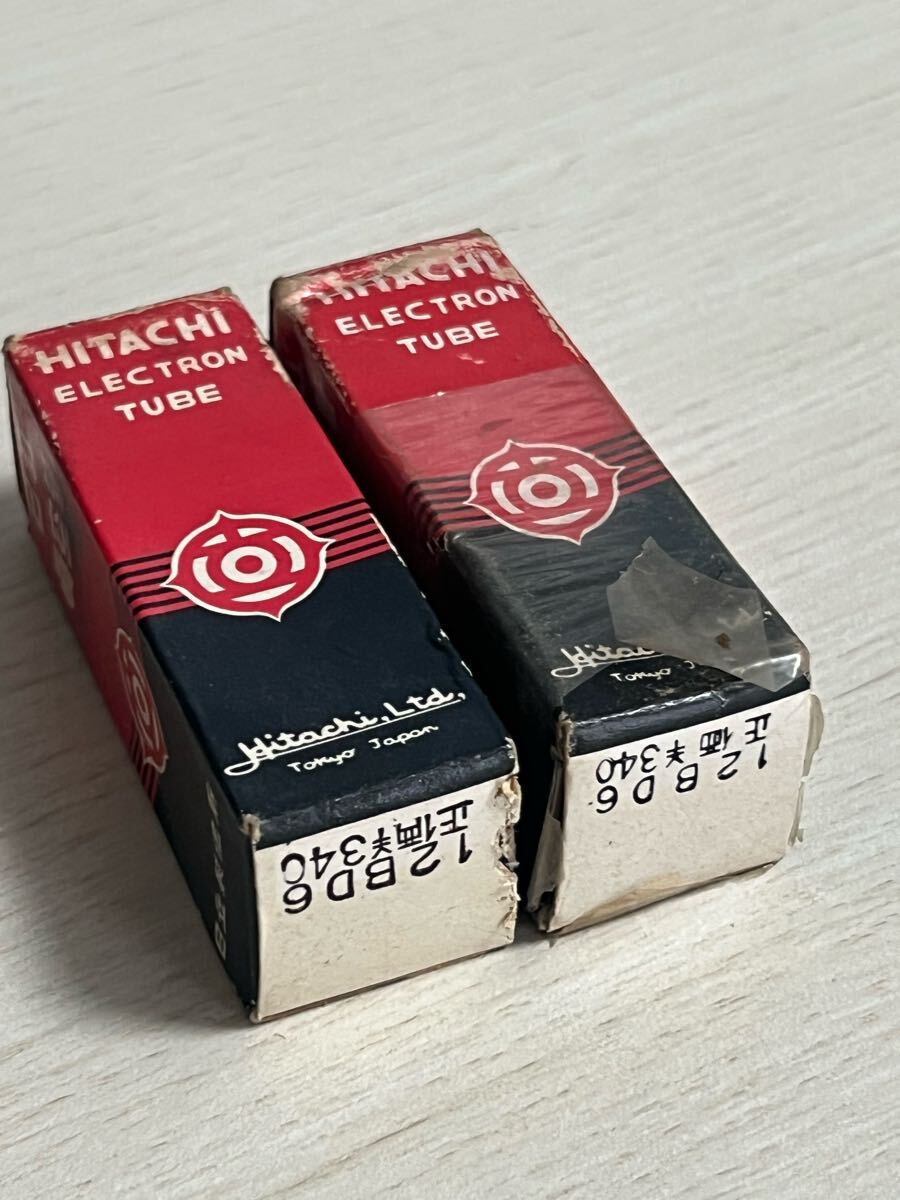 HITACHI
ELECTRON
TUBE
Hitachi, Ltd.,
Tokyo Japan
12BD6
正価¥340
HITACHI
ELECTRON
TUBE
Tokyo
12BD6
正価¥340